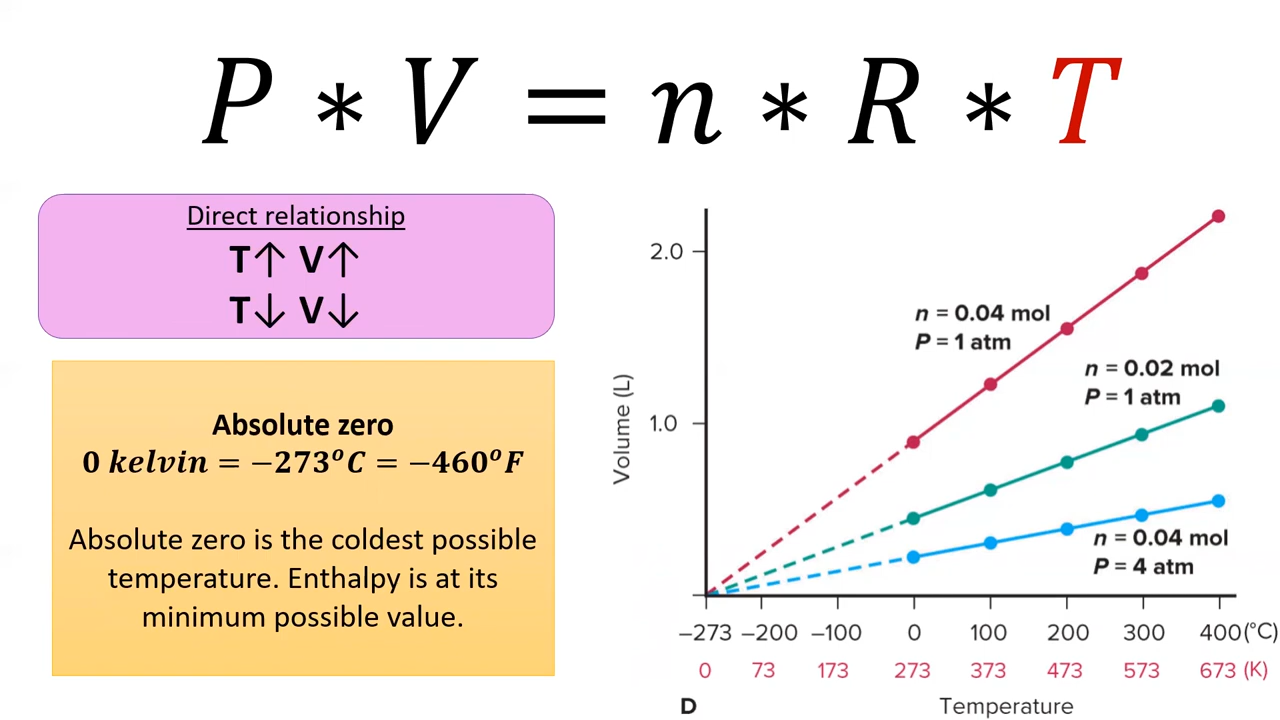 P * V = n * R * T
Direct relationship
T↑ V↑
T↓ V↓
Absolute zero
0 kelvin = −273°C = −460°F
Absolute zero is the coldest possible
temperature. Enthalpy is at its
minimum possible value.
Volume (L)
2.0
1.0
n = 0.04 mol
P = 1 atm
n = 0.02 mol
P = 1 atm
n = 0.04 mol
P = 4 atm
−273 −200 −100 0 100 200 300 400 (°C)
0 73 173 273 373 473 573 673 (K)
D Temperature